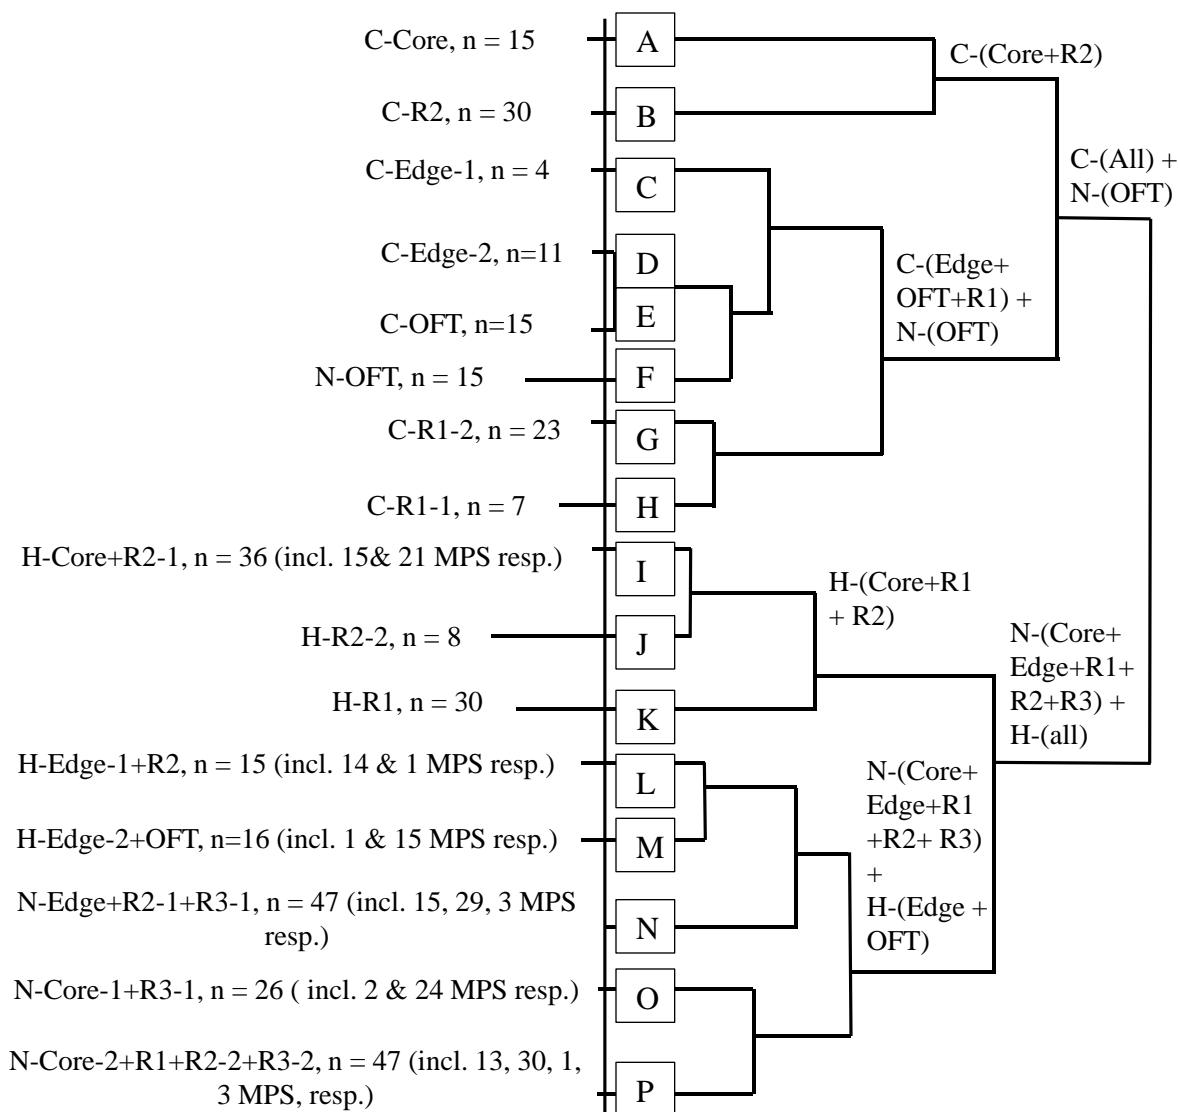 C-Core, n = 15
A
C-(Core+R2)
C-R2, n = 30
B
C-(All) +
N-(OFT)
C-Edge-1, n = 4
C
C-Edge-2, n=11
D
C-(Edge+
OFT+R1) +
N-(OFT)
C-OFT, n=15
E
N-OFT, n = 15
F
C-R1-2, n = 23
G
C-R1-1, n = 7
H
H-Core+R2-1, n = 36 (incl. 15& 21 MPS resp.)
I
H-(Core+R1
+ R2)
H-R2-2, n = 8
J
N-(Core+
Edge+R1+
R2+R3) +
H-(all)
H-R1, n = 30
K
H-Edge-1+R2, n = 15 (incl. 14 & 1 MPS resp.)
L
N-(Core+
Edge+R1
+R2+ R3)
+
H-(Edge +
OFT)
H-Edge-2+OFT, n=16 (incl. 1 & 15 MPS resp.)
M
N-Edge+R2-1+R3-1, n = 47 (incl. 15, 29, 3 MPS
resp.)
N
N-Core-1+R3-1, n = 26 ( incl. 2 & 24 MPS resp.)
O
N-Core-2+R1+R2-2+R3-2, n = 47 (incl. 13, 30, 1,
3 MPS, resp.)
P